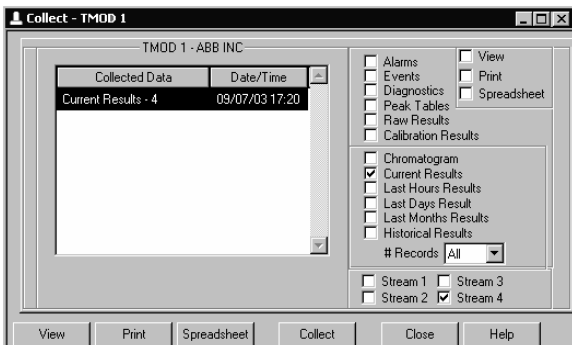 Collect - TMOD 1
TMOD 1 - ABB INC
Collected Data Date/Time
Current Results - 4 09/07/03 17:20
Alarms
Events
Diagnostics
Peak Tables
Raw Results
Calibration Results
View
Print
Spreadsheet
Chromatogram
Current Results
Last Hours Results
Last Days Result
Last Months Results
Historical Results
# Records All
Stream 1 Stream 3
Stream 2 Stream 4
View Print Spreadsheet Collect Close Help